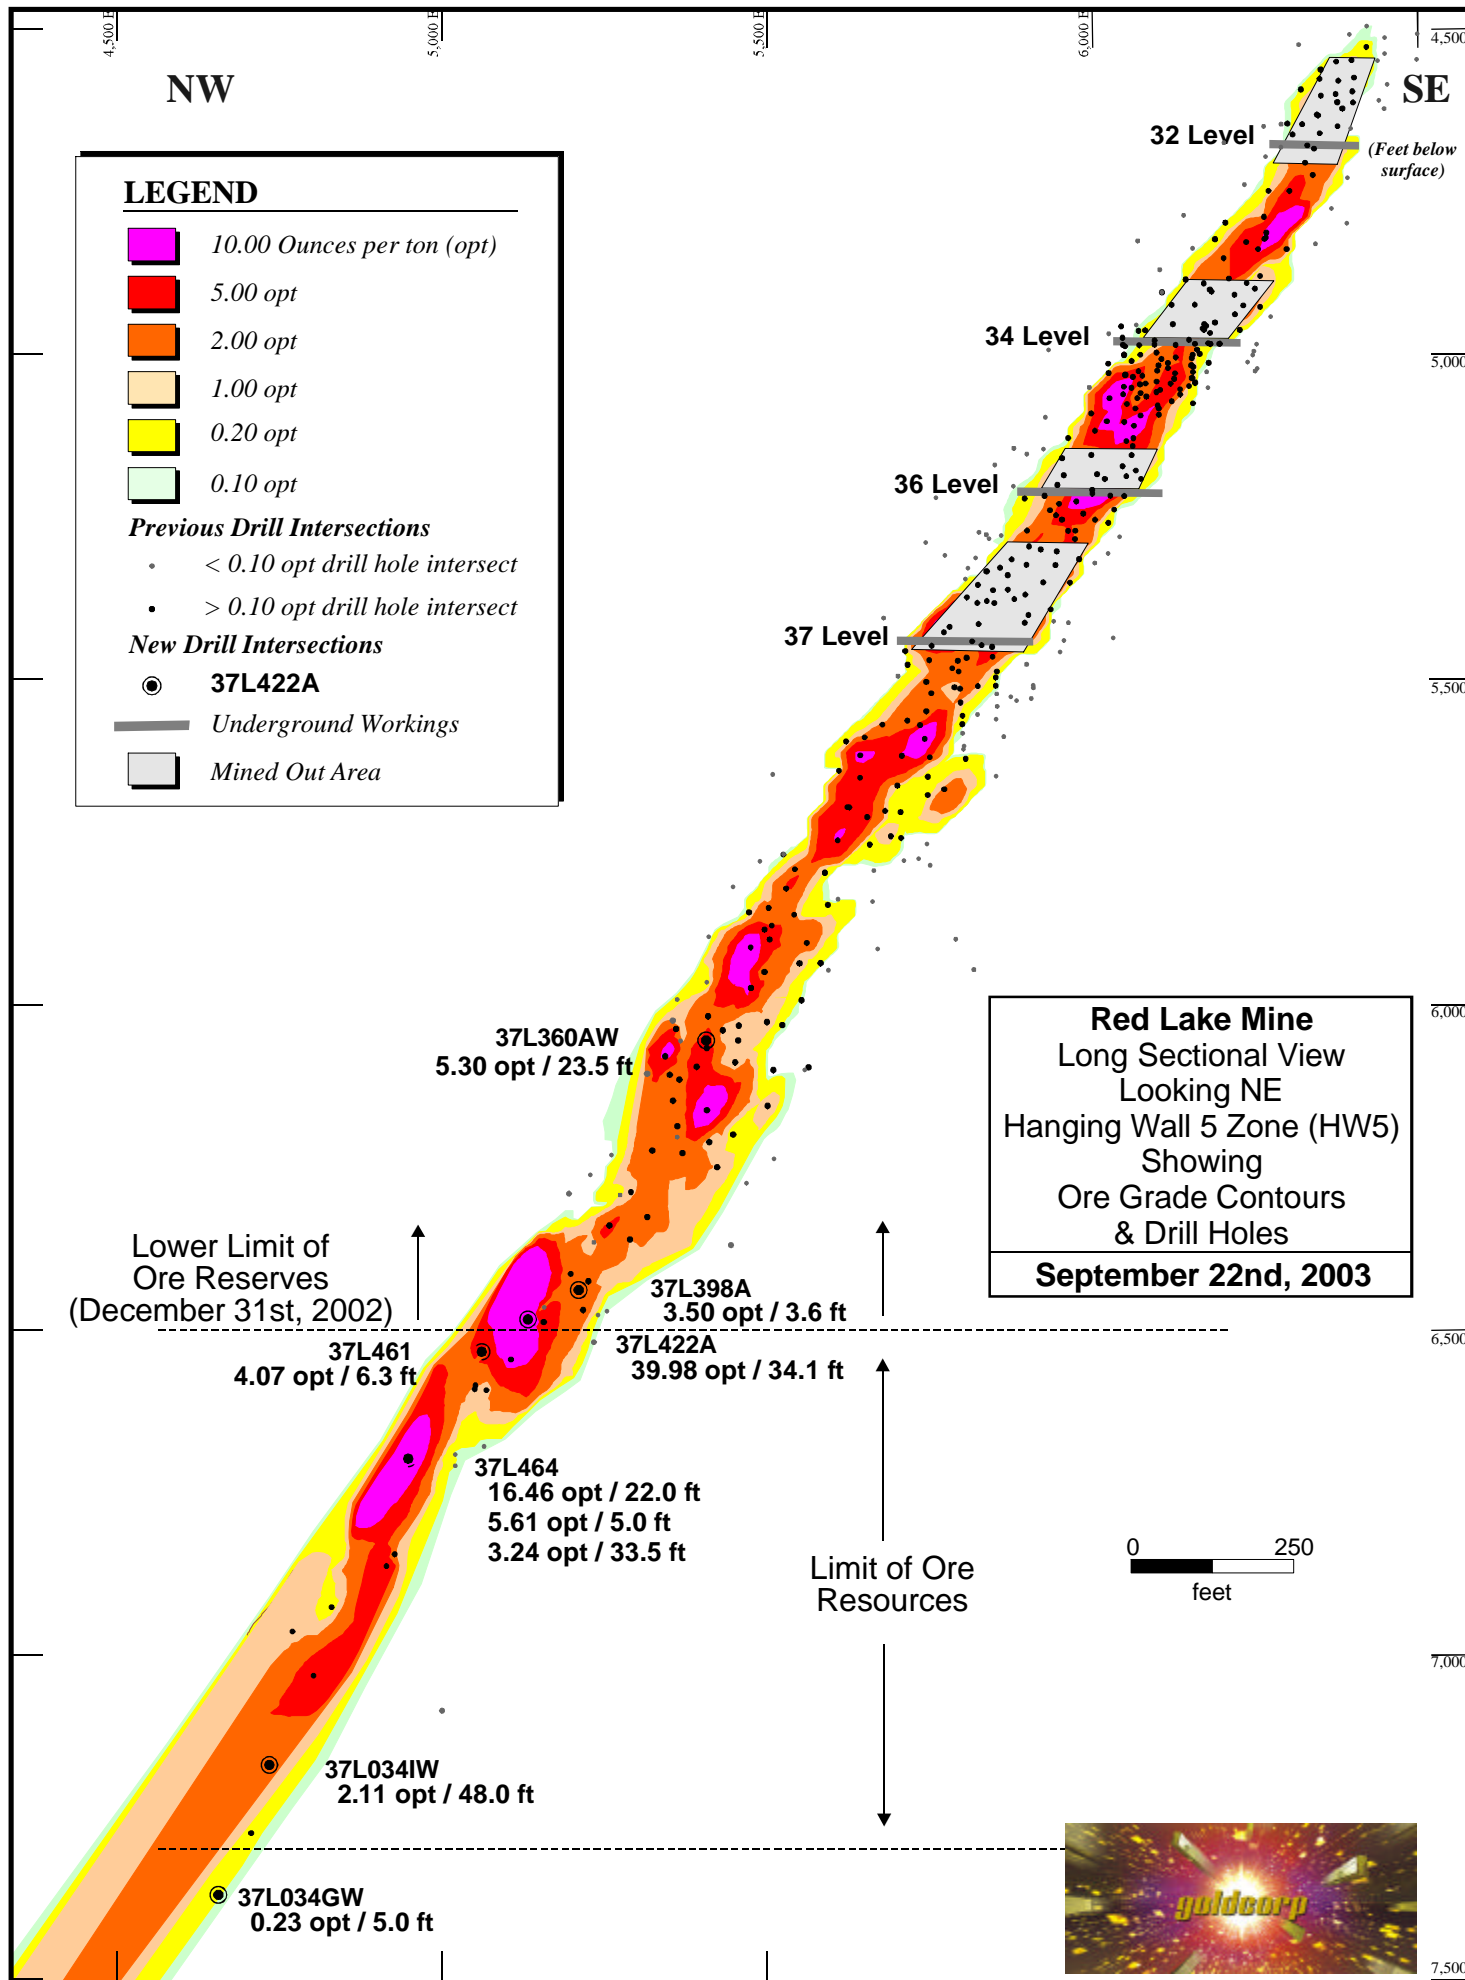 4,500 E
5,000 E
5,500 E
6,000 E
4,500
NW
SE
32 Level
(Feet below
surface)
LEGEND
10.00 Ounces per ton (opt)
5.00 opt
2.00 opt
1.00 opt
0.20 opt
0.10 opt
Previous Drill Intersections
< 0.10 opt drill hole intersect
> 0.10 opt drill hole intersect
New Drill Intersections
37L422A
Underground Workings
Mined Out Area
34 Level
5,000
36 Level
37 Level
5,500
6,000
37L360AW
5.30 opt / 23.5 ft
Red Lake Mine
Long Sectional View
Looking NE
Hanging Wall 5 Zone (HW5)
Showing
Ore Grade Contours
& Drill Holes
September 22nd, 2003
Lower Limit of
Ore Reserves
(December 31st, 2002)
37L398A
3.50 opt / 3.6 ft
6,500
37L461
4.07 opt / 6.3 ft
37L422A
39.98 opt / 34.1 ft
37L464
16.46 opt / 22.0 ft
5.61 opt / 5.0 ft
3.24 opt / 33.5 ft
0 250
feet
Limit of Ore
Resources
7,000
37L034IW
2.11 opt / 48.0 ft
37L034GW
0.23 opt / 5.0 ft
goldcorp
7,500